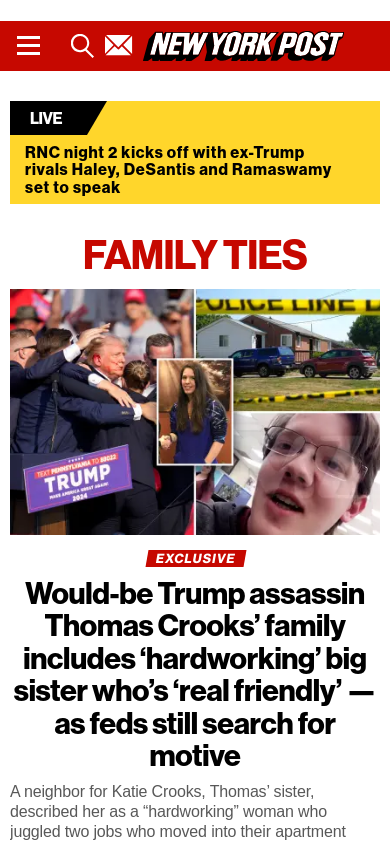 NEW YORK POST
LIVE
RNC night 2 kicks off with ex-Trump
rivals Haley, DeSantis and Ramaswamy
set to speak
FAMILY TIES
POLICE LINE D
TEXT PENNSYLVANIA TO 88022
TRUMP
MAKE AMERICA GREAT AGAIN!
2024
EXCLUSIVE
Would-be Trump assassin
Thomas Crooks’ family
includes ‘hardworking’ big
sister who’s ‘real friendly’ —
as feds still search for
motive
A neighbor for Katie Crooks, Thomas’ sister,
described her as a “hardworking” woman who
juggled two jobs who moved into their apartment